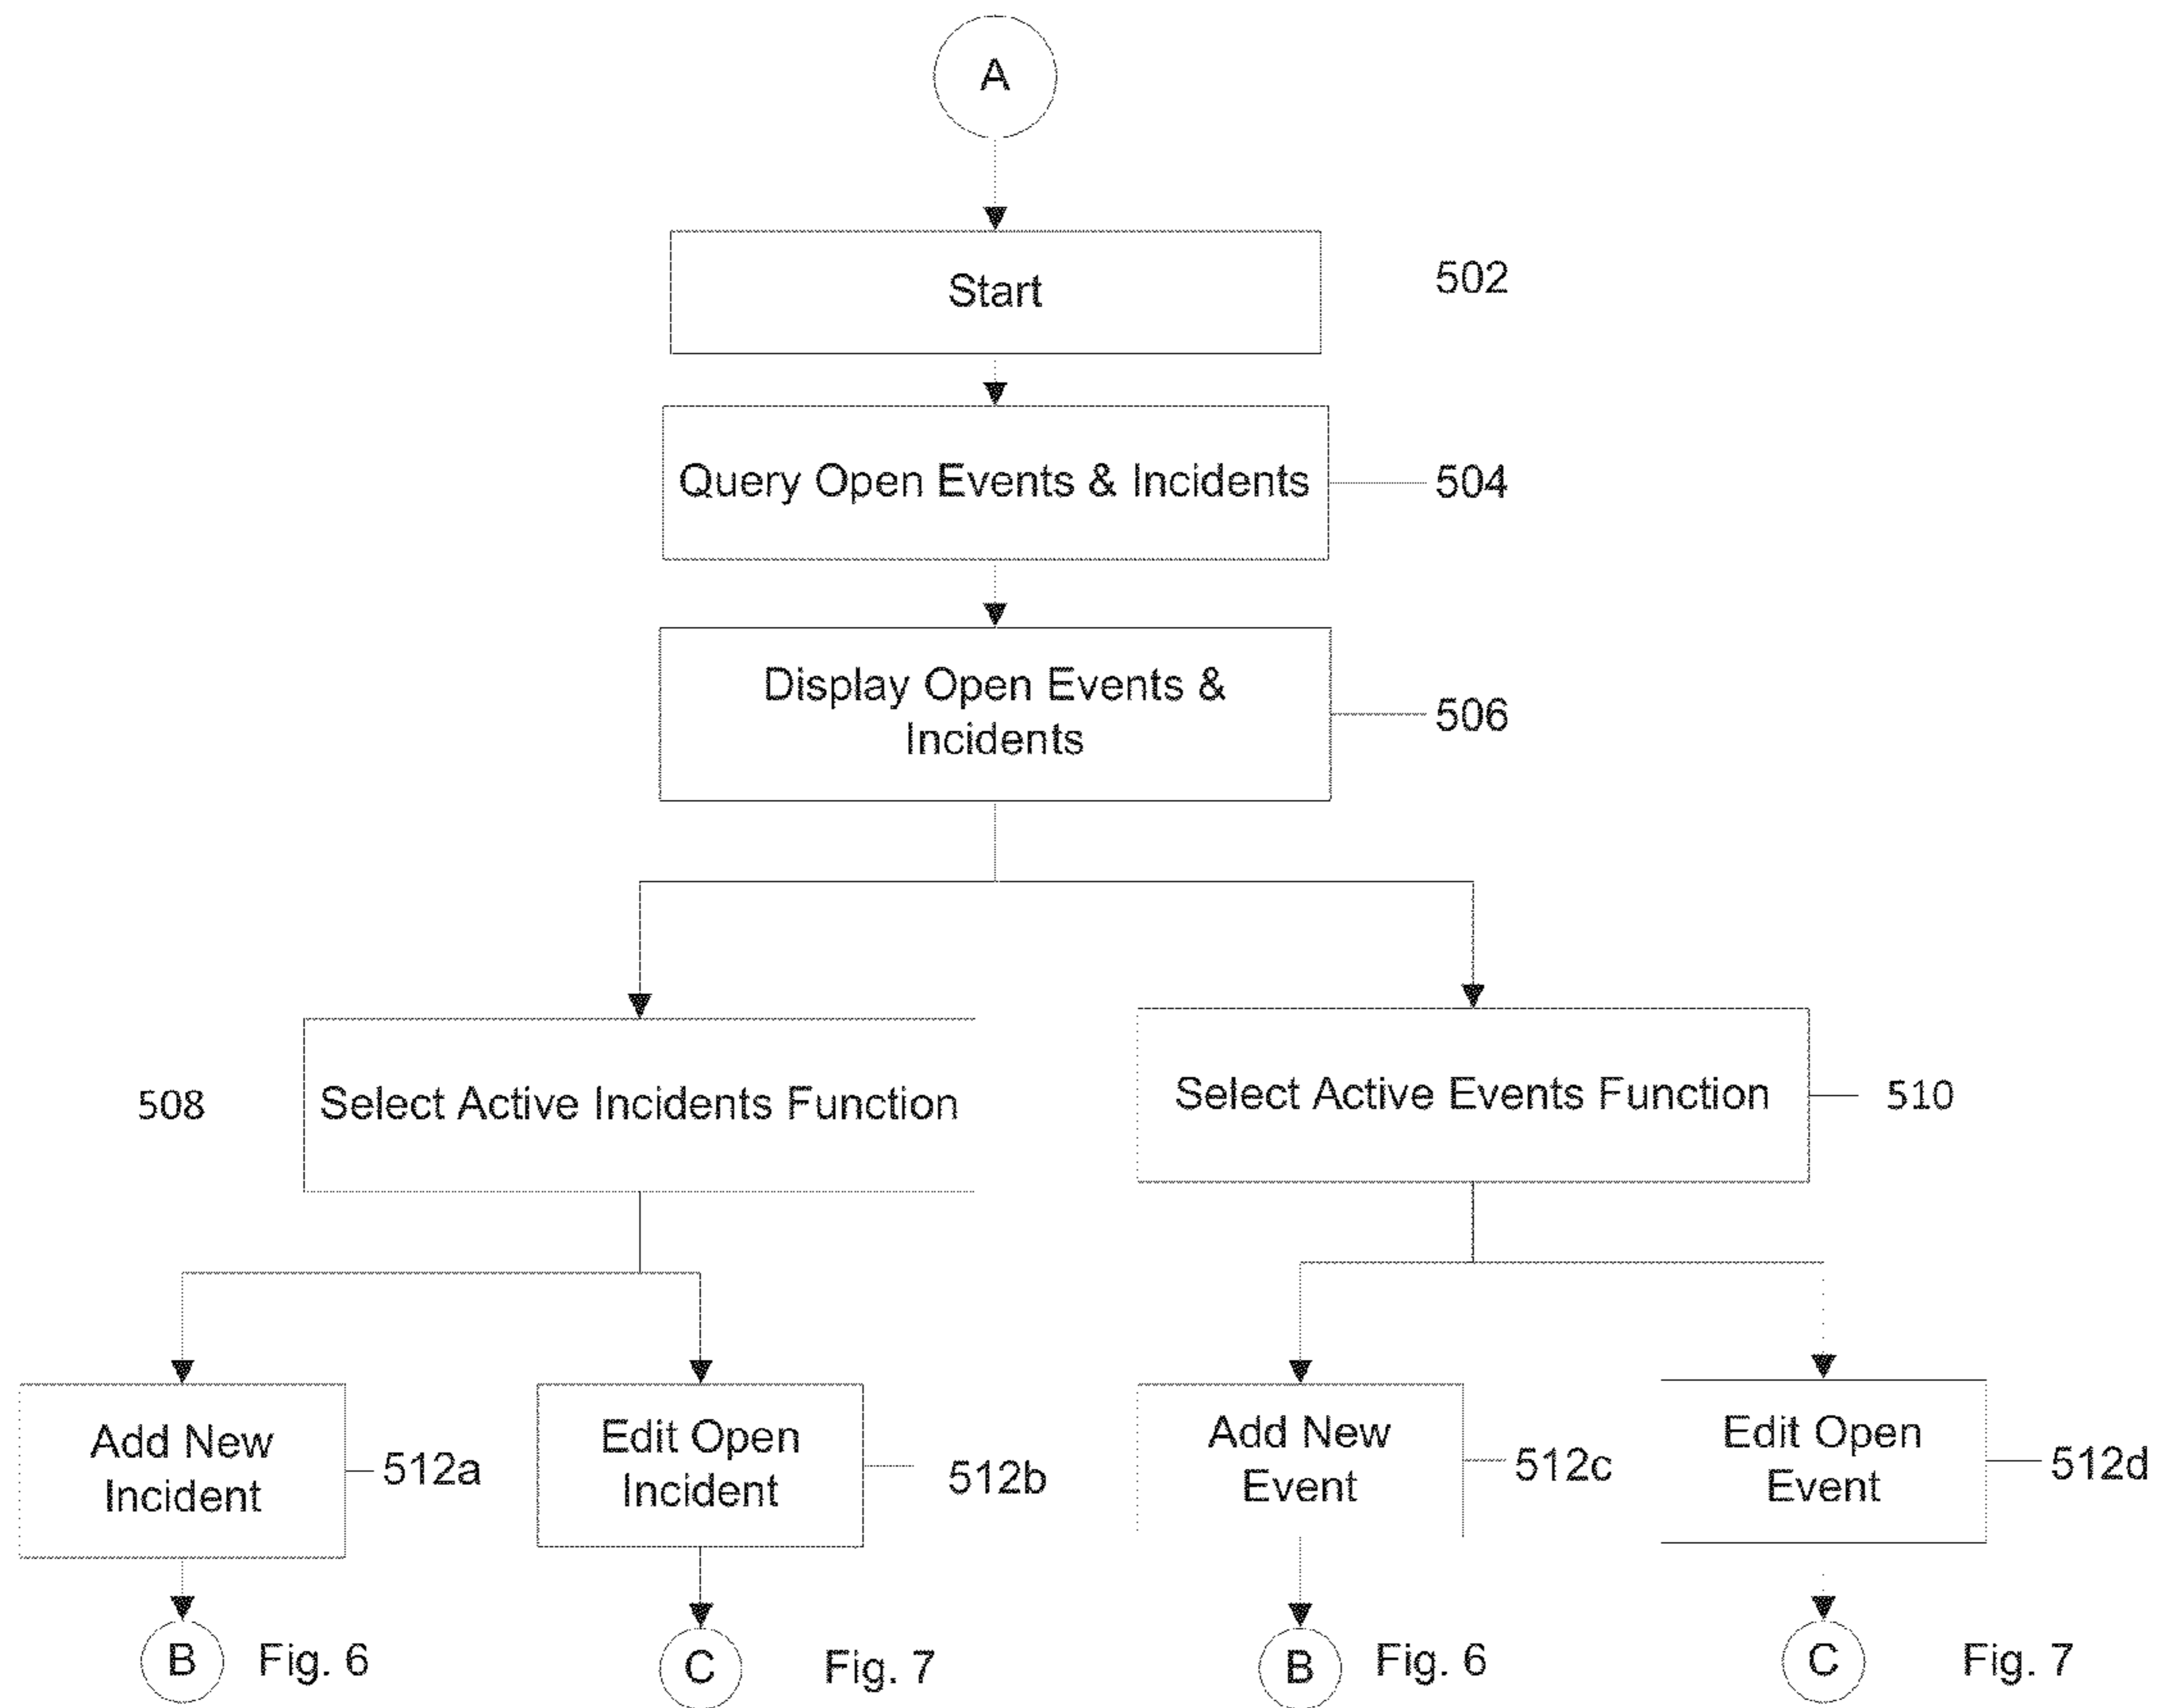 A
Start
502
Query Open Events & Incidents
504
Display Open Events &
Incidents
506
508
Select Active Incidents Function
Select Active Events Function
510
Add New
Incident
512a
Edit Open
Incident
512b
Add New
Event
512c
Edit Open
Event
512d
B
Fig. 6
C
Fig. 7
B
Fig. 6
C
Fig. 7